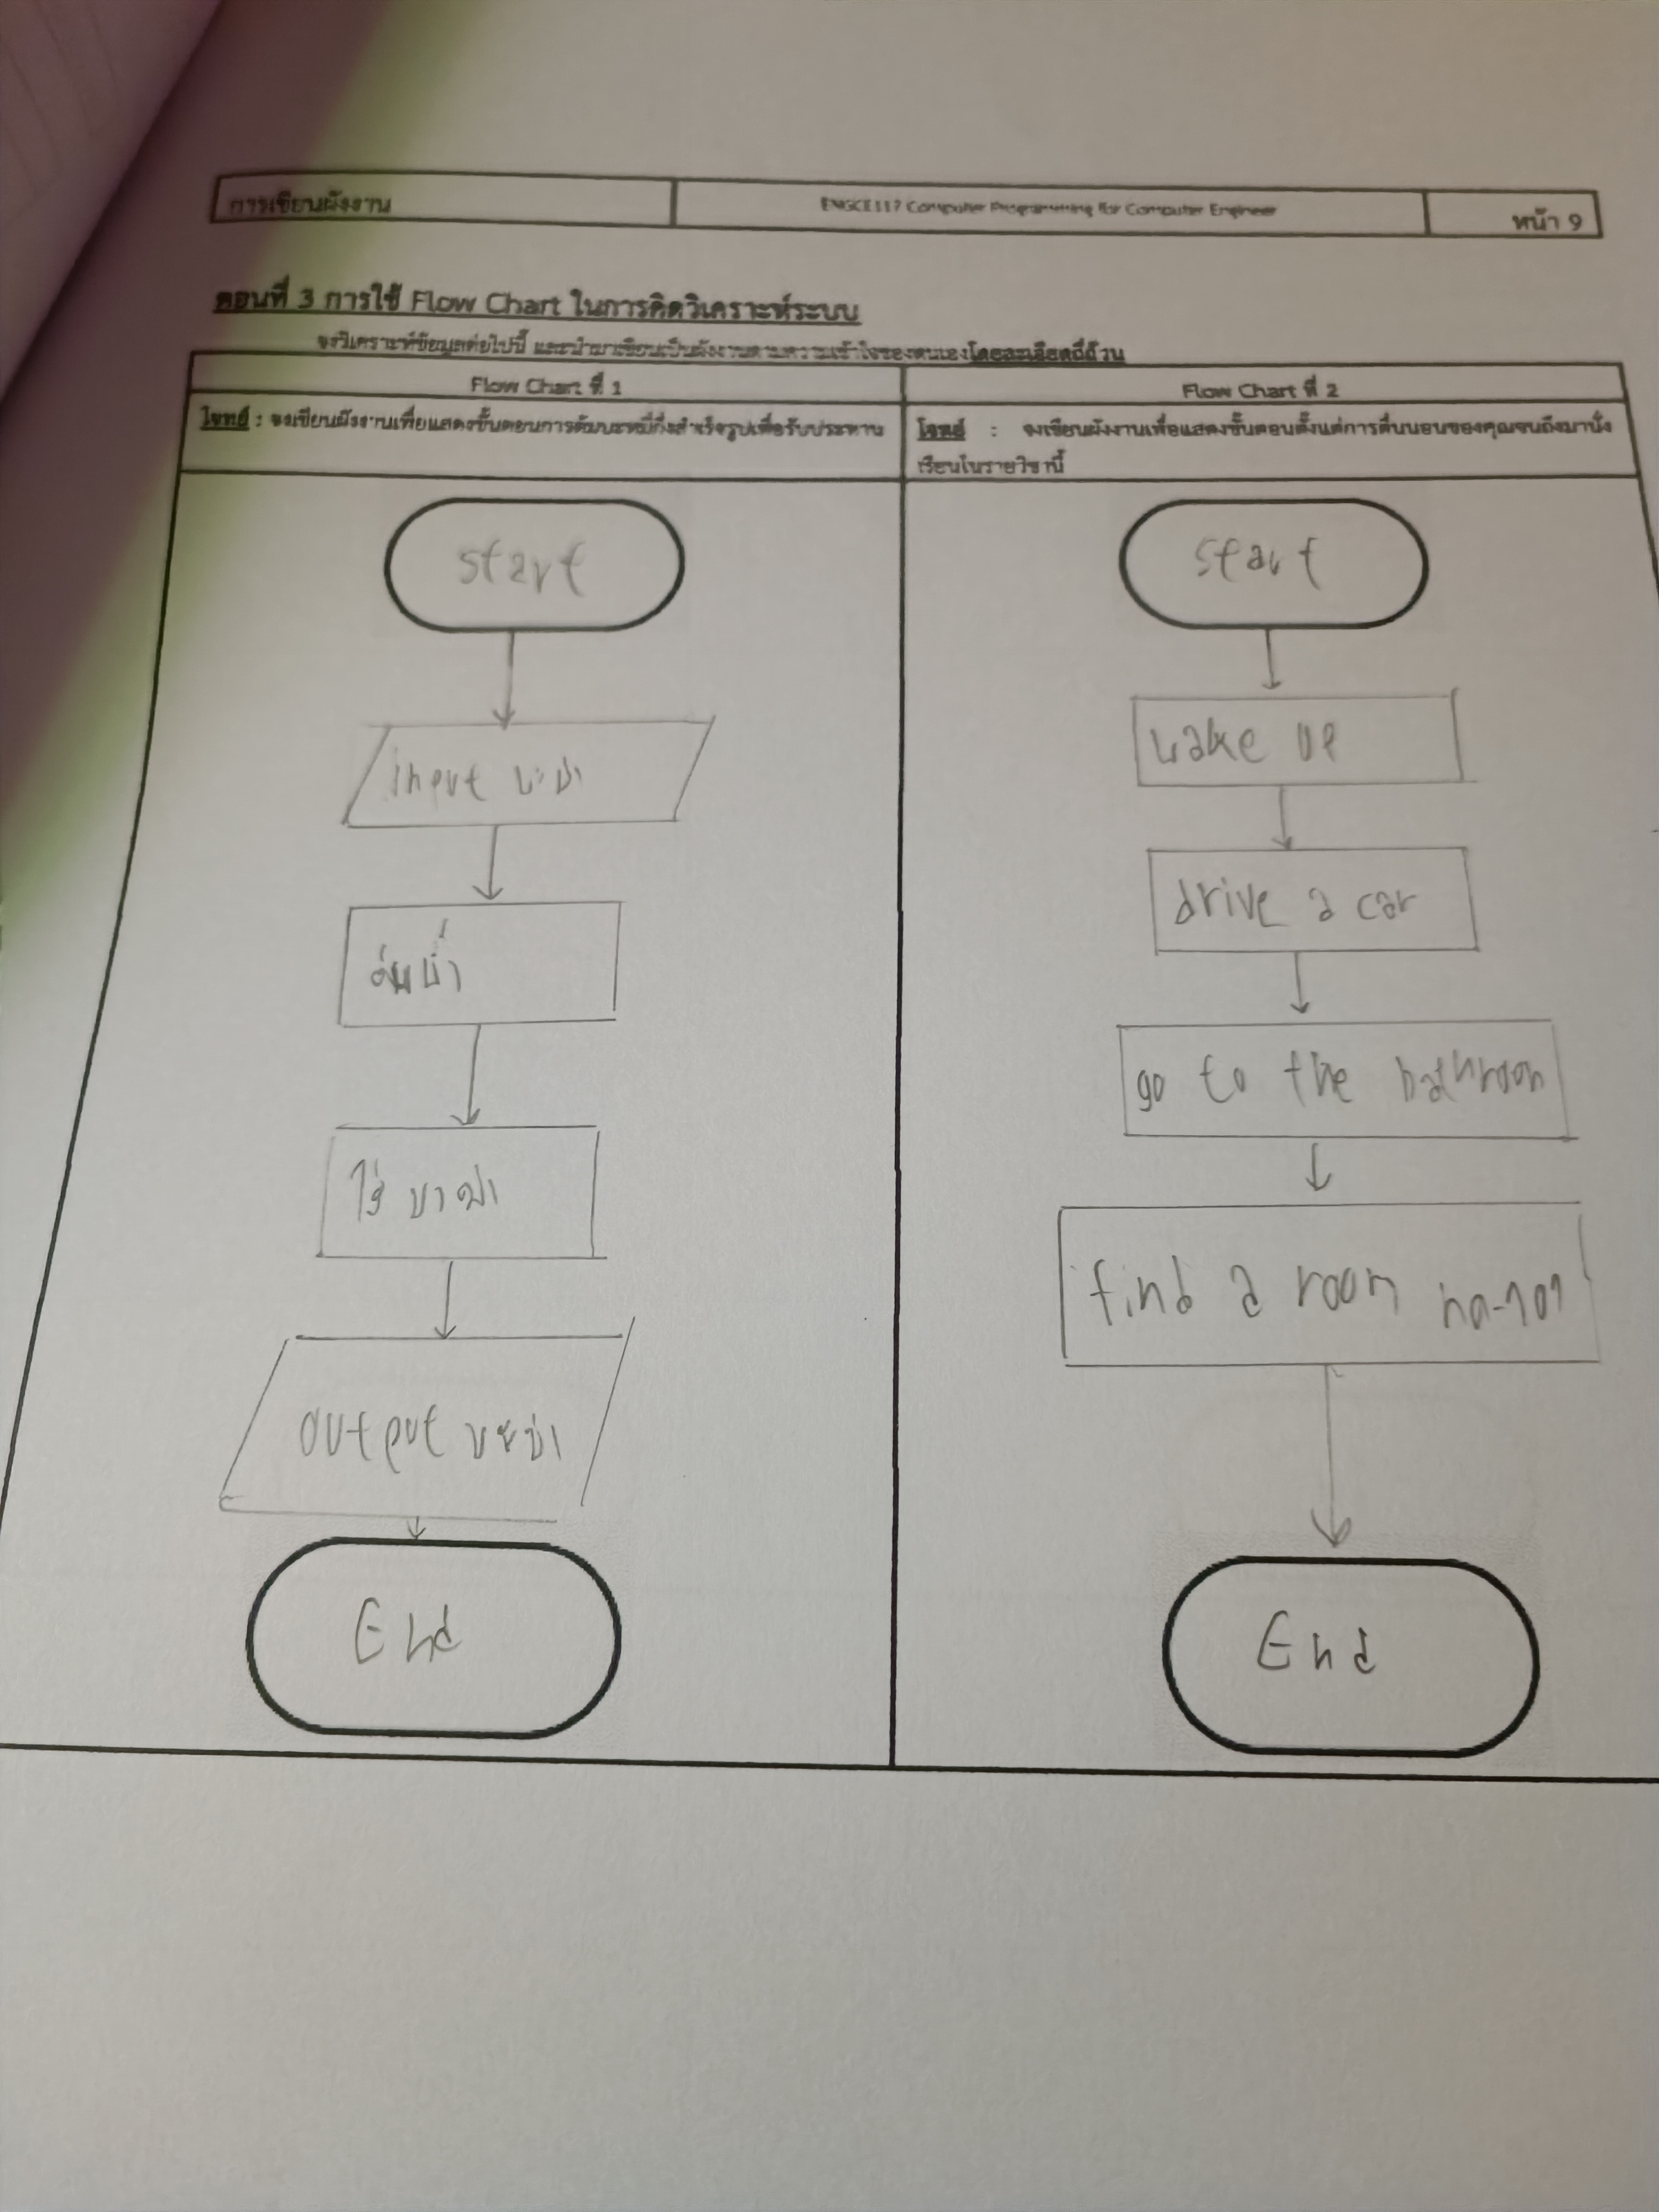 การเขียนผังงาน
ENGCE117 Computer Programming for Computer Engineer
หน้า 9
ตอนที่ 3 การใช้ Flow Chart ในการคิดวิเคราะห์ระบบ
จงวิเคราะห์ข้อมูลต่อไปนี้ และนำมาเขียนเป็นผังงานตามความเข้าใจของตนเองโดยละเอียดถี่ถ้วน
Flow Chart ที่ 1
โจทย์ : จงเขียนผังงานเพื่อแสดงขั้นตอนการต้มบะหมี่กึ่งสำเร็จรูปเพื่อรับประทาน
start
input
ต้มน้ำ
ใส่
output
End
Flow Chart ที่ 2
โจทย์ : จงเขียนผังงานเพื่อแสดงขั้นตอนตั้งแต่การตื่นนอนของคุณจนถึงมานั่ง
เรียนในรายวิชานี้
start
wake up
drive a car
go to the bathroom
find a room
End